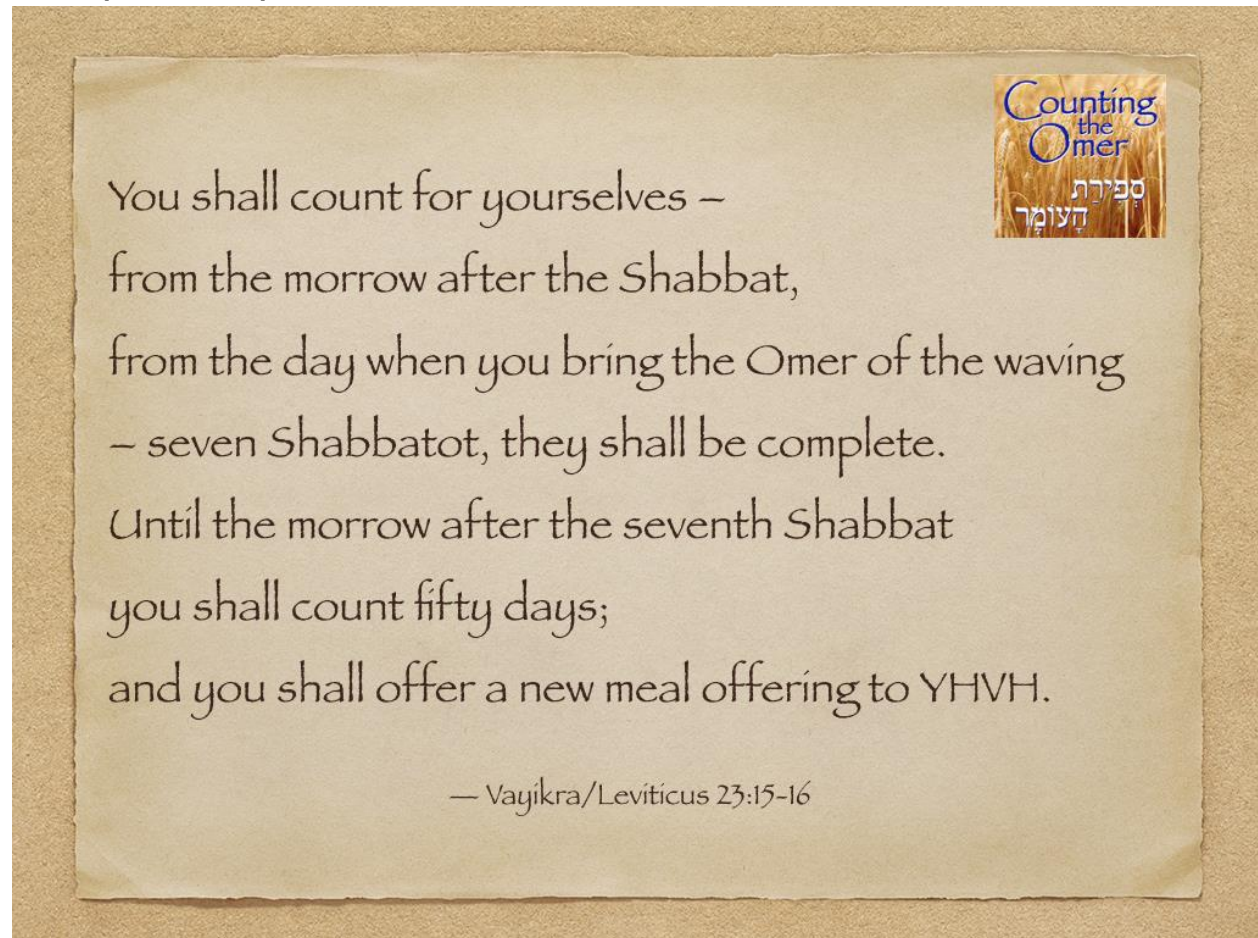 Counting
the
Omer
סְפִירַת
הָעוֹמֶר
You shall count for yourselves –
from the morrow after the Shabbat,
from the day when you bring the Omer of the waving
– seven Shabbatot, they shall be complete.
Until the morrow after the seventh Shabbat
you shall count fifty days;
and you shall offer a new meal offering to YHVH.
— Vayikra/Leviticus 23:15-16